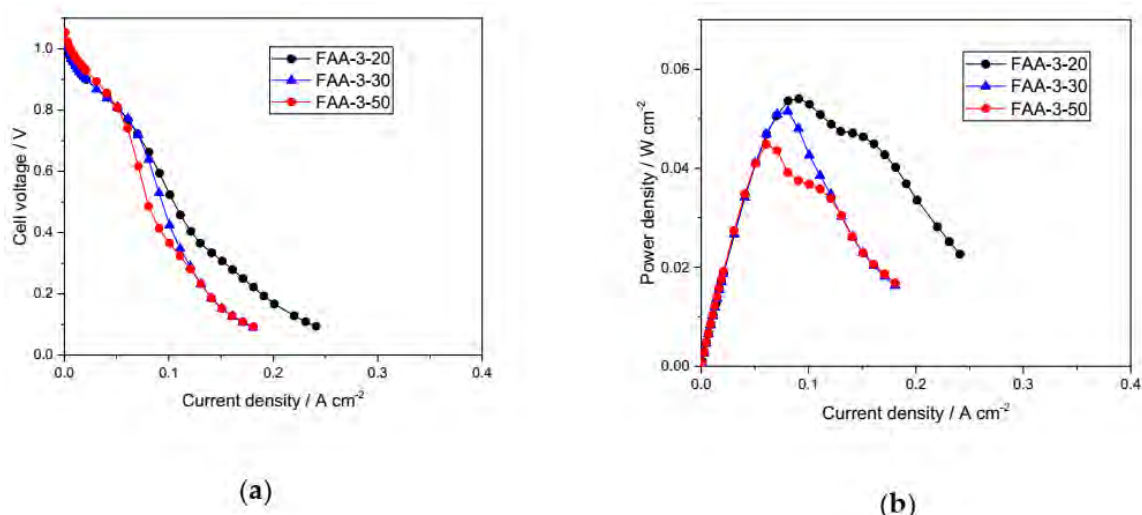 1.0
0.8
0.6
0.4
0.2
0.0
0.0
0.1
0.2
0.3
0.4
Cell voltage / V
Current density / A cm-2
FAA-3-20
FAA-3-30
FAA-3-50
(a)
0.06
0.04
0.02
0.00
0.0
0.1
0.2
0.3
0.4
Power density / W cm-2
Current density / A cm-2
FAA-3-20
FAA-3-30
FAA-3-50
(b)